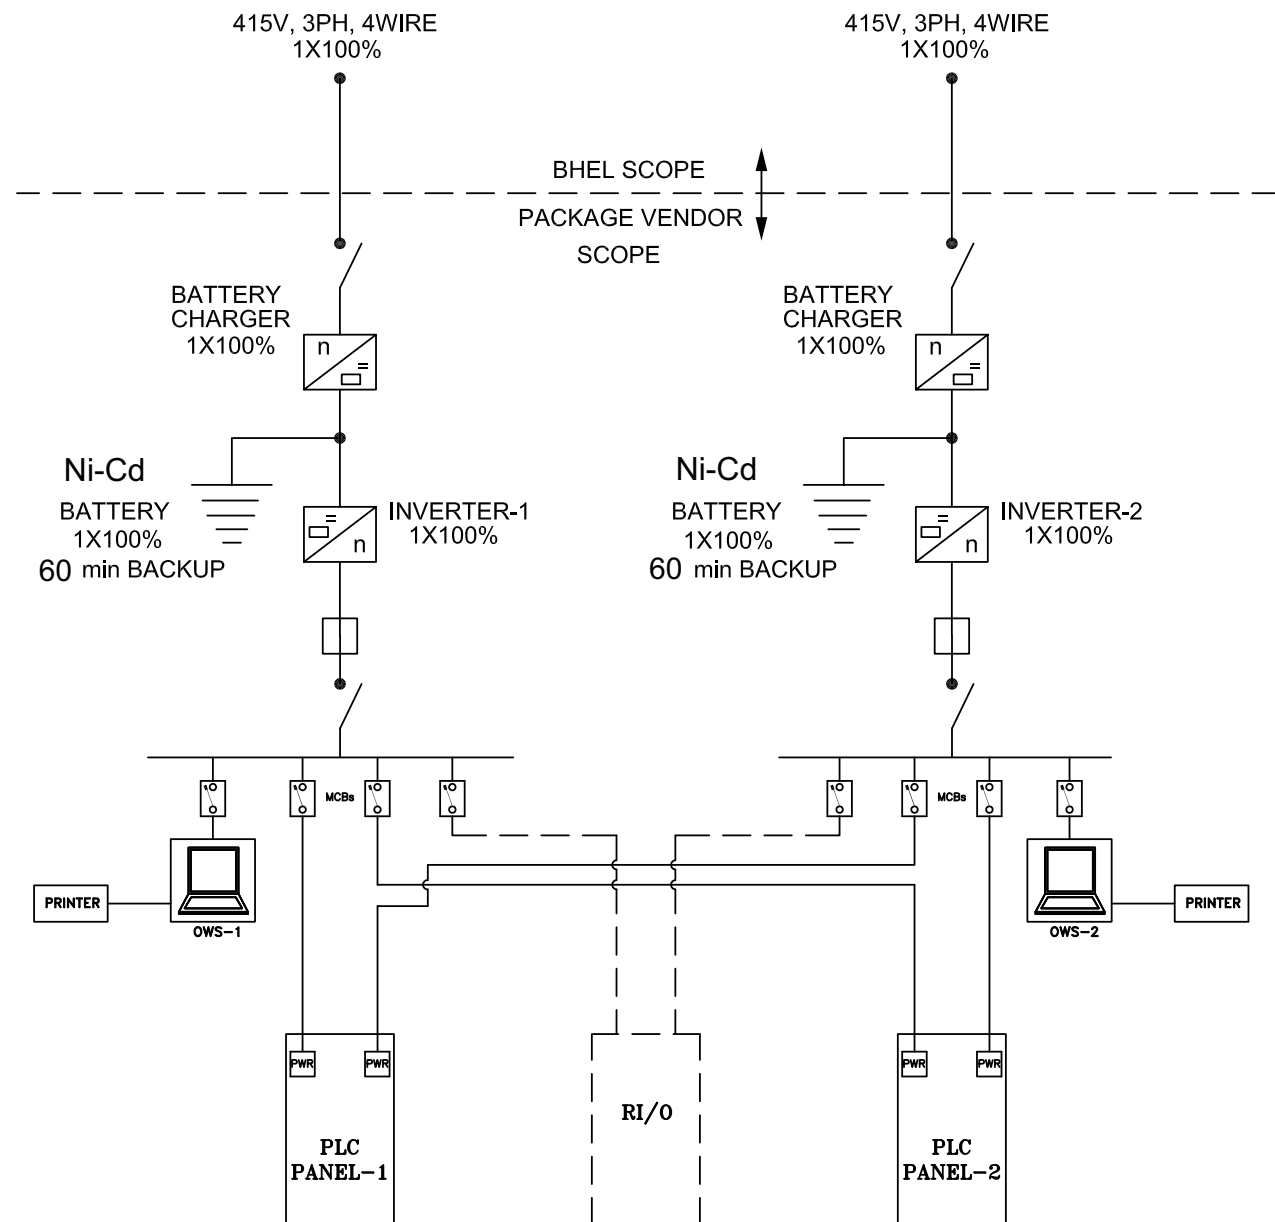 415V, 3PH, 4WIRE
1X100%
415V, 3PH, 4WIRE
1X100%
BHEL SCOPE
PACKAGE VENDOR
SCOPE
BATTERY
CHARGER
1X100%
n
BATTERY
CHARGER
1X100%
n
Ni-Cd
BATTERY
1X100%
60 min BACKUP
INVERTER-1
1X100%
n
Ni-Cd
BATTERY
1X100%
60 min BACKUP
INVERTER-2
1X100%
n
MCBs
MCBs
PRINTER
OWS-1
OWS-2
PRINTER
PWR
PWR
PLC
PANEL-1
RI/O
PWR
PWR
PLC
PANEL-2